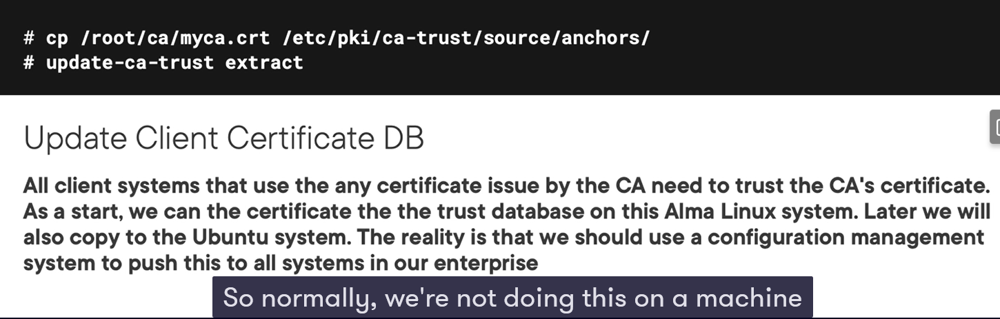 # cp /root/ca/myca.crt /etc/pki/ca-trust/source/anchors/
# update-ca-trust extract
Update Client Certificate DB
All client systems that use the any certificate issue by the CA need to trust the CA's certificate.
As a start, we can the certificate the the trust database on this Alma Linux system. Later we will
also copy to the Ubuntu system. The reality is that we should use a configuration management
system to push this to all systems in our enterprise
So normally, we're not doing this on a machine